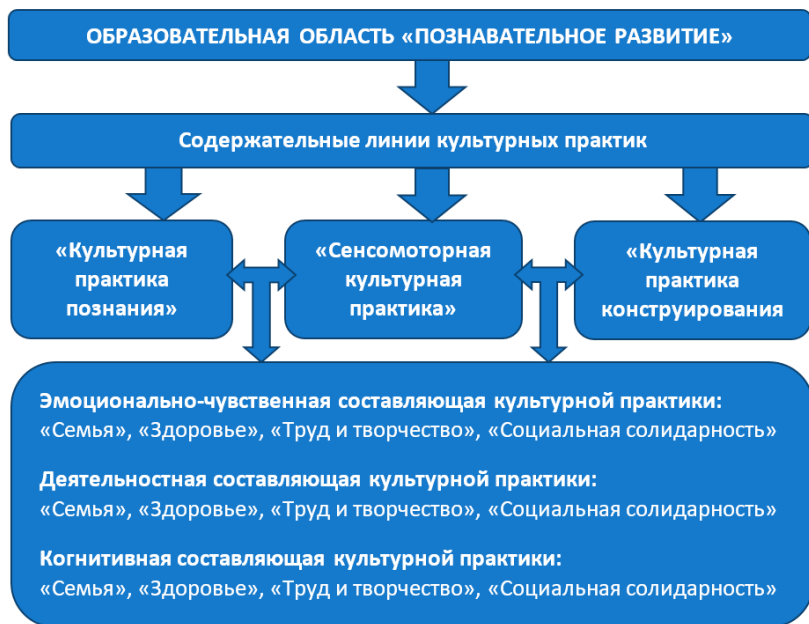 ОБРАЗОВАТЕЛЬНАЯ ОБЛАСТЬ «ПОЗНАВАТЕЛЬНОЕ РАЗВИТИЕ»
Содержательные линии культурных практик
«Культурная
практика
познания»
«Сенсомоторная
культурная
практика»
«Культурная
практика
конструирования
Эмоционально-чувственная составляющая культурной практики:
«Семья», «Здоровье», «Труд и творчество», «Социальная солидарность»
Деятельностная составляющая культурной практики:
«Семья», «Здоровье», «Труд и творчество», «Социальная солидарность»
Когнитивная составляющая культурной практики:
«Семья», «Здоровье», «Труд и творчество», «Социальная солидарность»